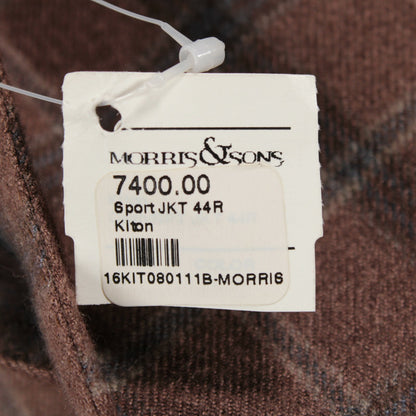 MORRIS&SONS
7400.00
Sport JKT 44R
Kiton
16KIT080111B-MORRIS